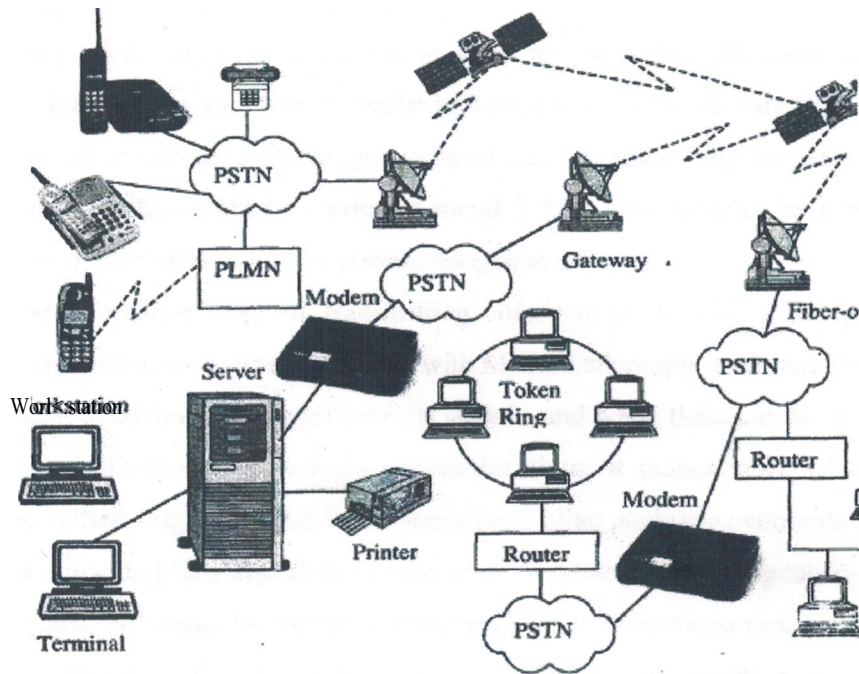 PSTN
PLMN
Gateway
PSTN
Modem
Fiber-o
PSTN
Server
Token
Ring
Workstation
Router
Modem
Printer
Router
PSTN
Terminal